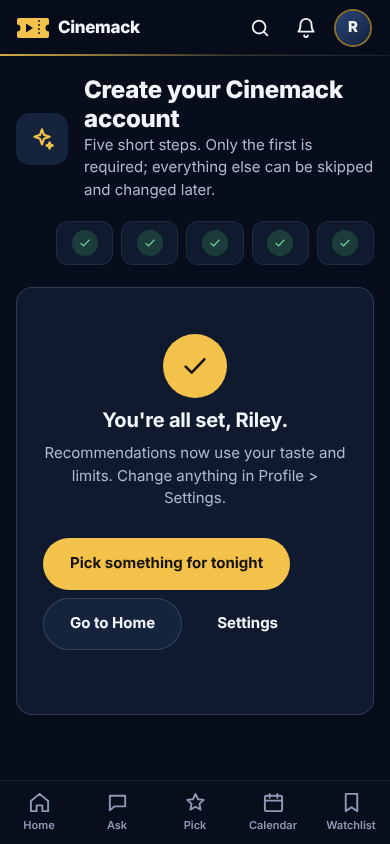 Cinemack
R
Create your Cinemack
account
Five short steps. Only the first is
required; everything else can be skipped
and changed later.
You're all set, Riley.
Recommendations now use your taste and
limits. Change anything in Profile >
Settings.
Pick something for tonight
Go to Home
Settings
Home
Ask
Pick
Calendar
Watchlist